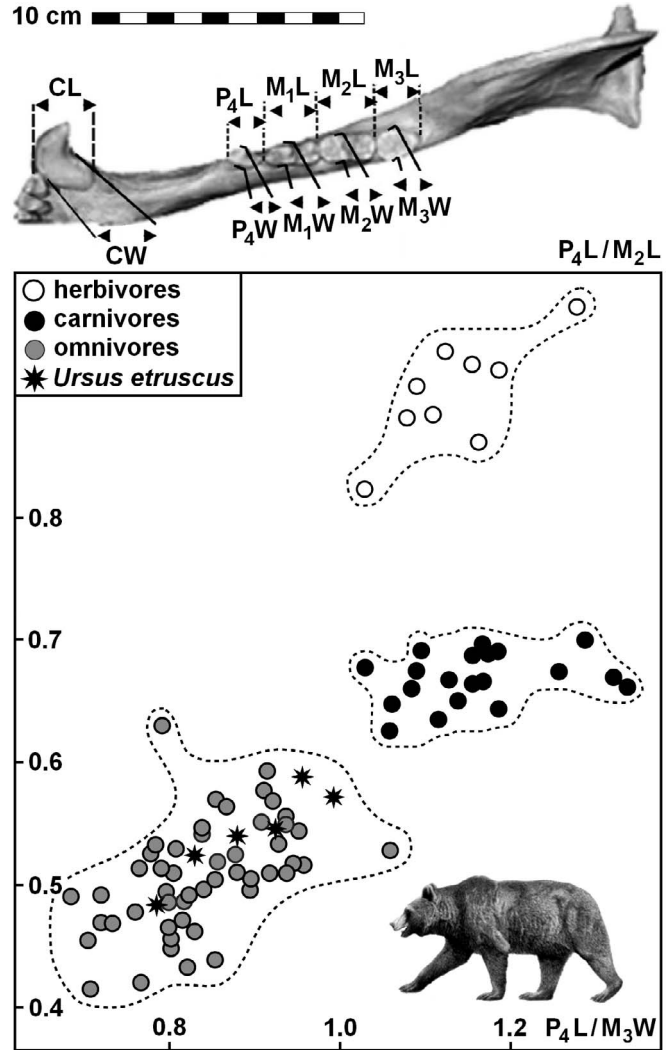 10 cm
CL
P₄L
M₁L
M₂L
M₃L
P₄W
M₁W
M₂W
M₃W
CW
P₄L/M₂L
herbivores
carnivores
omnivores
Ursus etruscus
0.8
0.7
0.6
0.5
0.4
0.8
1.0
1.2
P₄L/M₃W